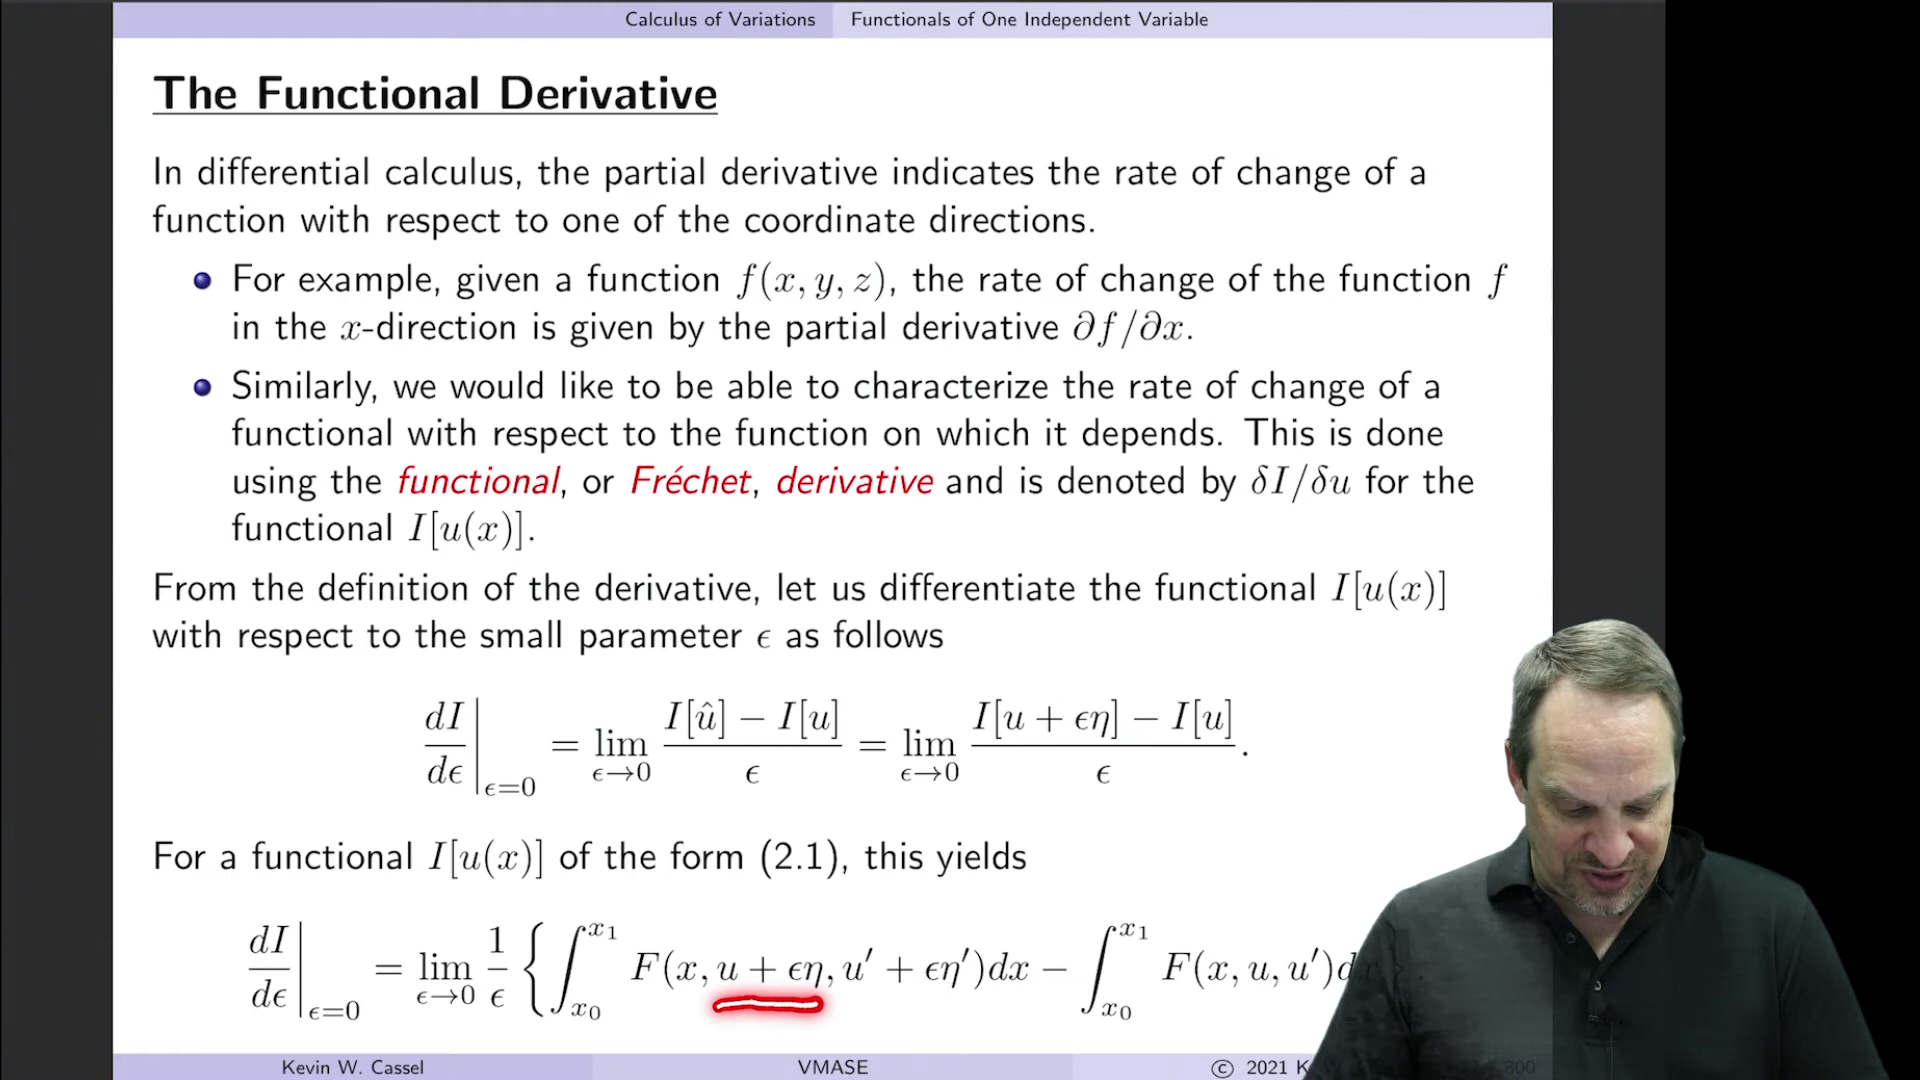 Calculus of Variations Functionals of One Independent Variable
The Functional Derivative
In differential calculus, the partial derivative indicates the rate of change of a
function with respect to one of the coordinate directions.
For example, given a function f(x, y, z), the rate of change of the function f
in the x-direction is given by the partial derivative ∂f/∂x.
Similarly, we would like to be able to characterize the rate of change of a
functional with respect to the function on which it depends. This is done
using the functional, or Fréchet, derivative and is denoted by δI/δu for the
functional I[u(x)].
From the definition of the derivative, let us differentiate the functional I[u(x)]
with respect to the small parameter ϵ as follows
dI/dϵ|ϵ=0 = lim ϵ→0 (I[û] − I[u])/ϵ = lim ϵ→0 (I[u + ϵη] − I[u])/ϵ.
For a functional I[u(x)] of the form (2.1), this yields
dI/dϵ|ϵ=0 = lim ϵ→0 1/ϵ { ∫x₀^x₁ F(x, u + ϵη, u′ + ϵη′)dx − ∫x₀^x₁ F(x, u, u′)d
Kevin W. Cassel VMASE © 2021 K 800